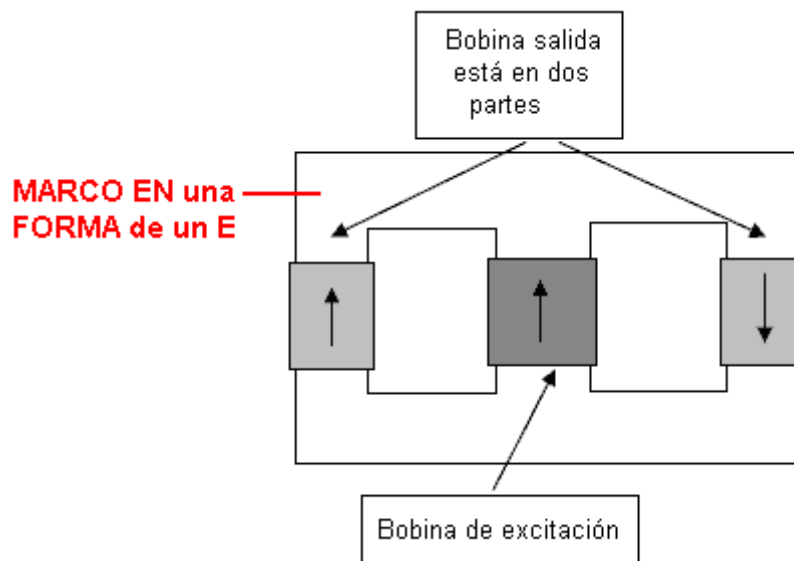 Bobina salida
está en dos
partes
MARCO EN una
FORMA de un E
Bobina de excitación